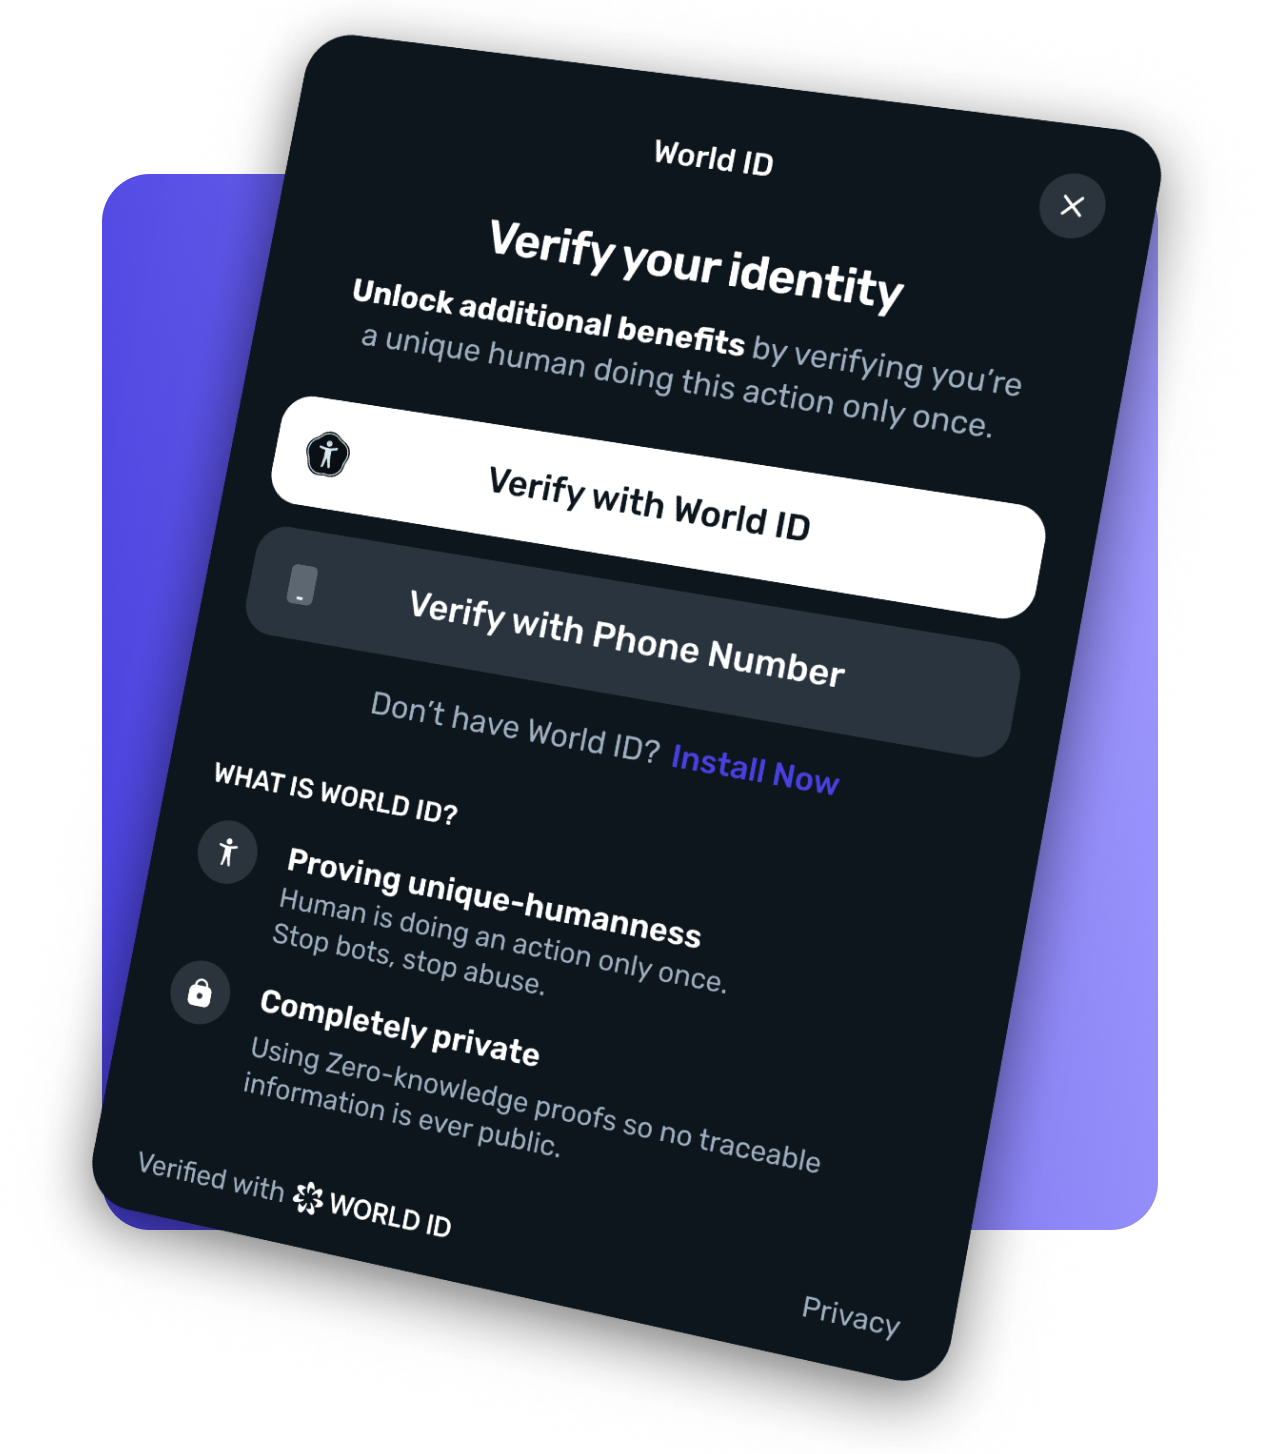 World ID
Verify your identity
Unlock additional benefits by verifying you’re
a unique human doing this action only once.
Verify with World ID
Verify with Phone Number
Don’t have World ID? Install Now
WHAT IS WORLD ID?
Proving unique-humanness
Human is doing an action only once.
Stop bots, stop abuse.
Completely private
Using Zero-knowledge proofs so no traceable
information is ever public.
Verified with WORLD ID
Privacy